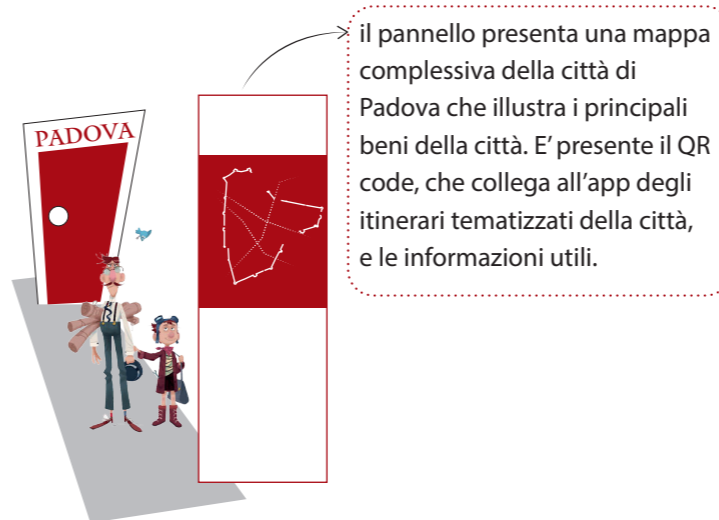 il pannello presenta una mappa
complessiva della città di
Padova che illustra i principali
beni della città. E' presente il QR
code, che collega all'app degli
itinerari tematizzati della città,
e le informazioni utili.
PADOVA